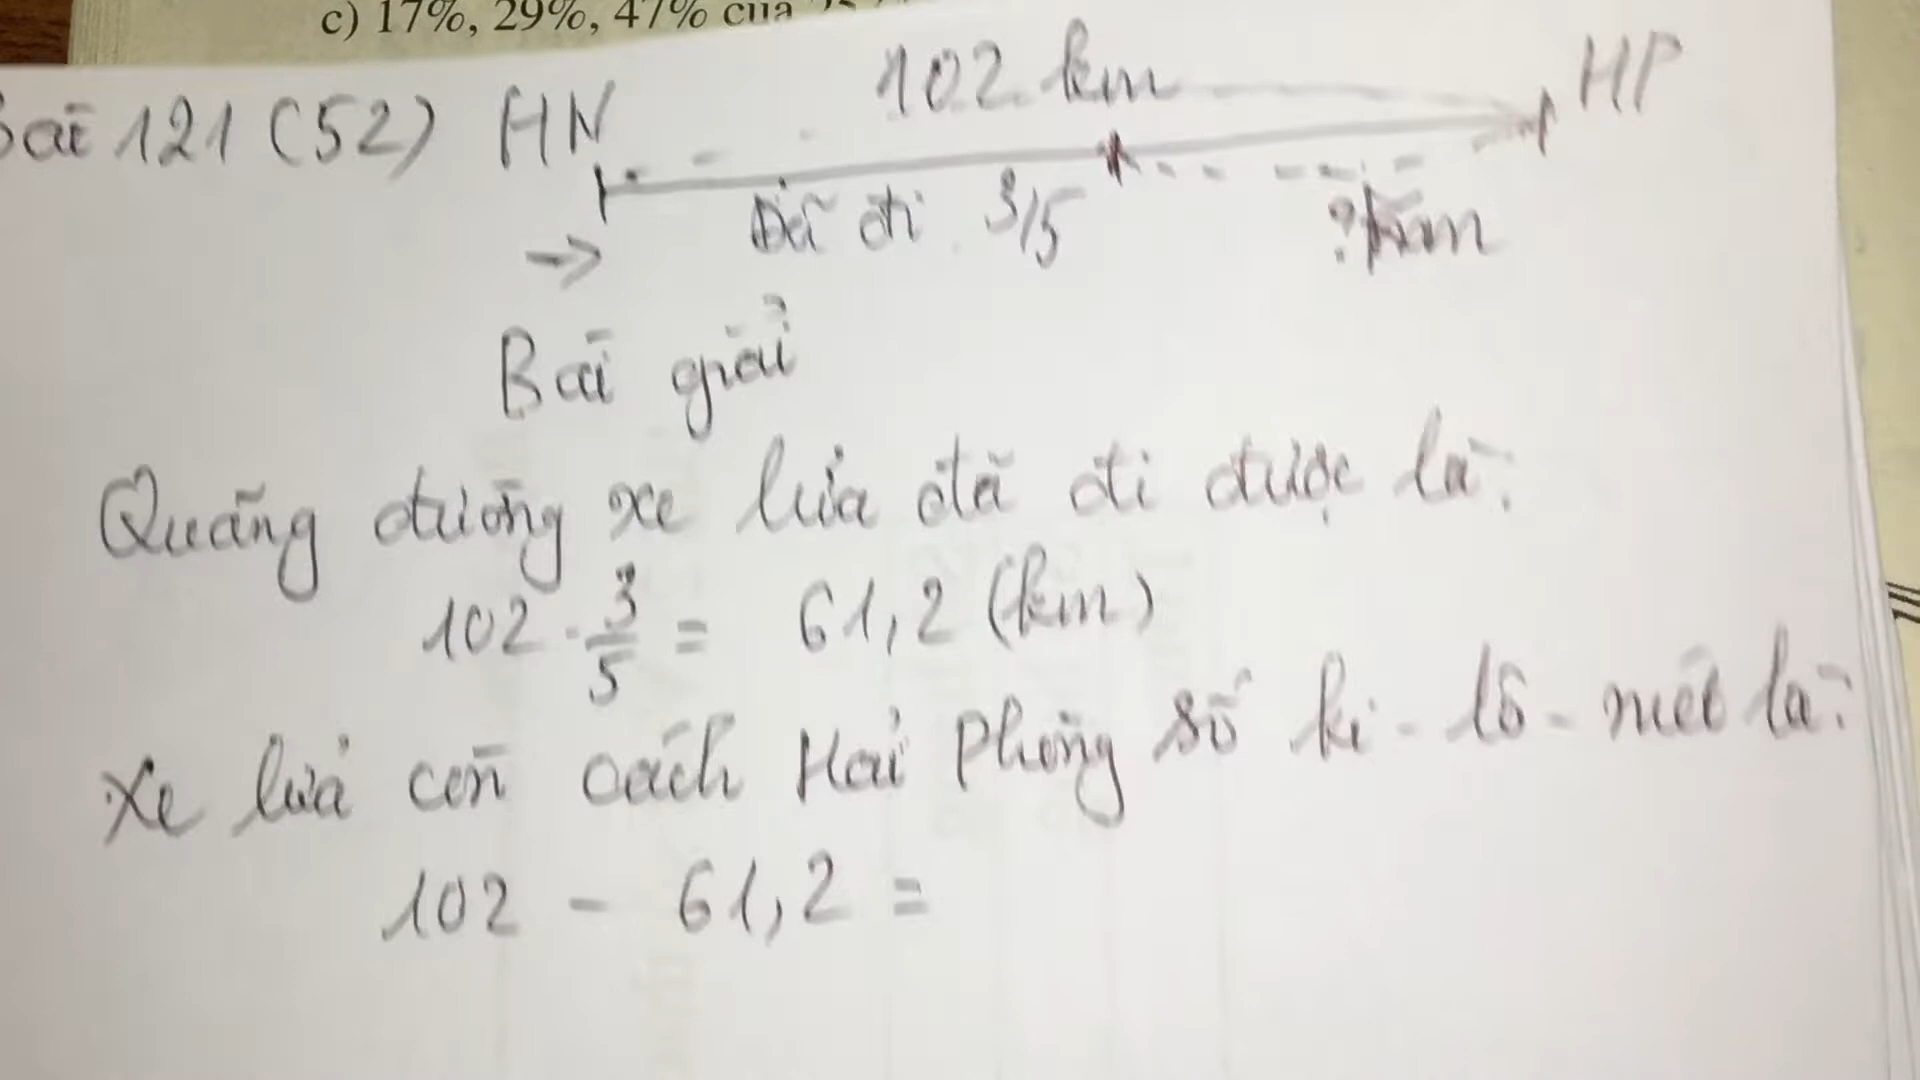 c) 17%, 29%, 47% của
Bài 121 (52) HN 102 km HP
Đã đi 3/5 ? km
→
Bài giải
Quãng đường xe lửa đã đi được là:
102 . 3/5 = 61,2 (km)
Xe lửa còn cách Hải Phòng số ki - lô - mét là:
102 - 61,2 =